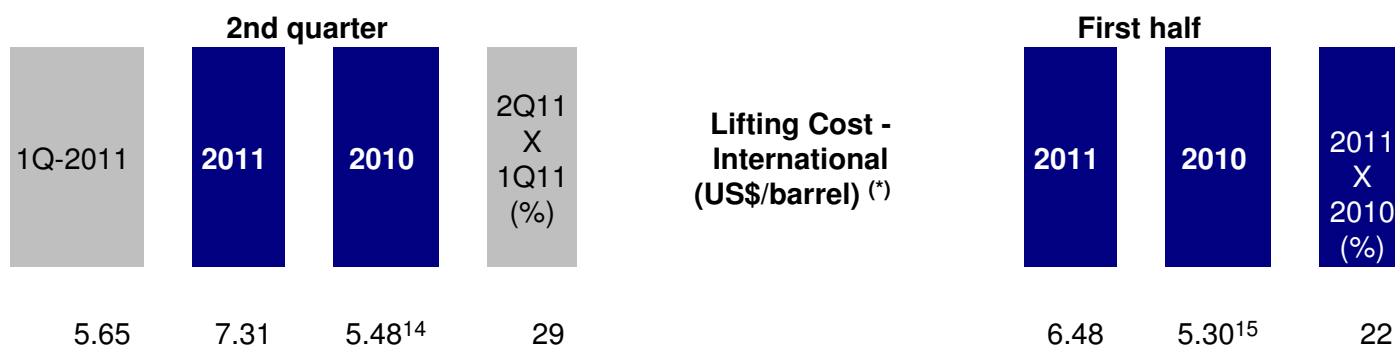 2nd quarter First half
1Q-2011 2011 2010 2Q11 X 1Q11 (%) Lifting Cost - International (US$/barrel) (*) 2011 2010 2011 X 2010 (%)
5.65 7.31 5.48¹⁴ 29 6.48 5.30¹⁵ 22